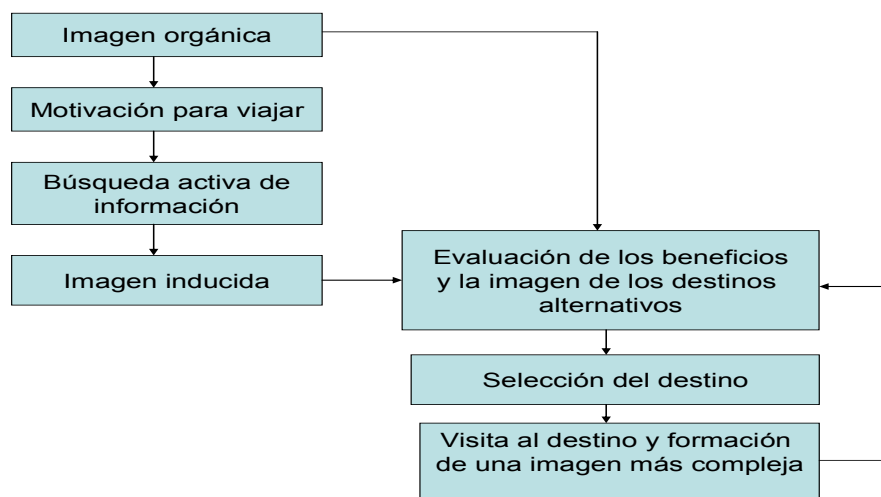 Imagen orgánica
Motivación para viajar
Búsqueda activa de
información
Imagen inducida
Evaluación de los beneficios
y la imagen de los destinos
alternativos
Selección del destino
Visita al destino y formación
de una imagen más compleja